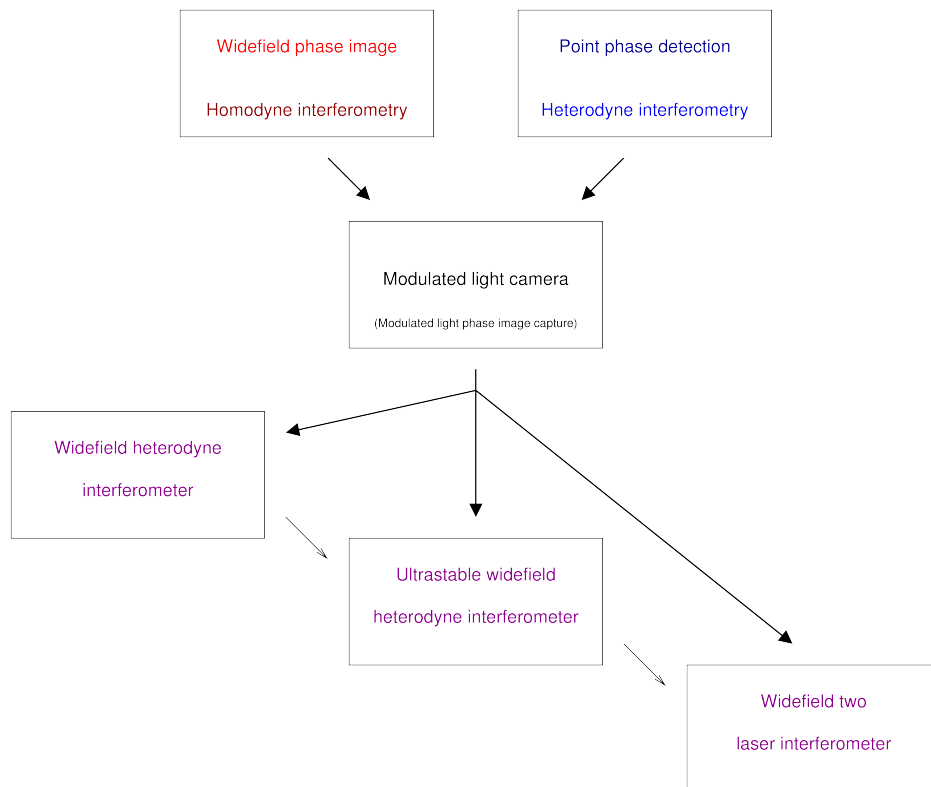 Widefield phase image
Homodyne interferometry
Point phase detection
Heterodyne interferometry
Modulated light camera
(Modulated light phase image capture)
Widefield heterodyne
interferometer
Ultrastable widefield
heterodyne interferometer
Widefield two
laser interferometer